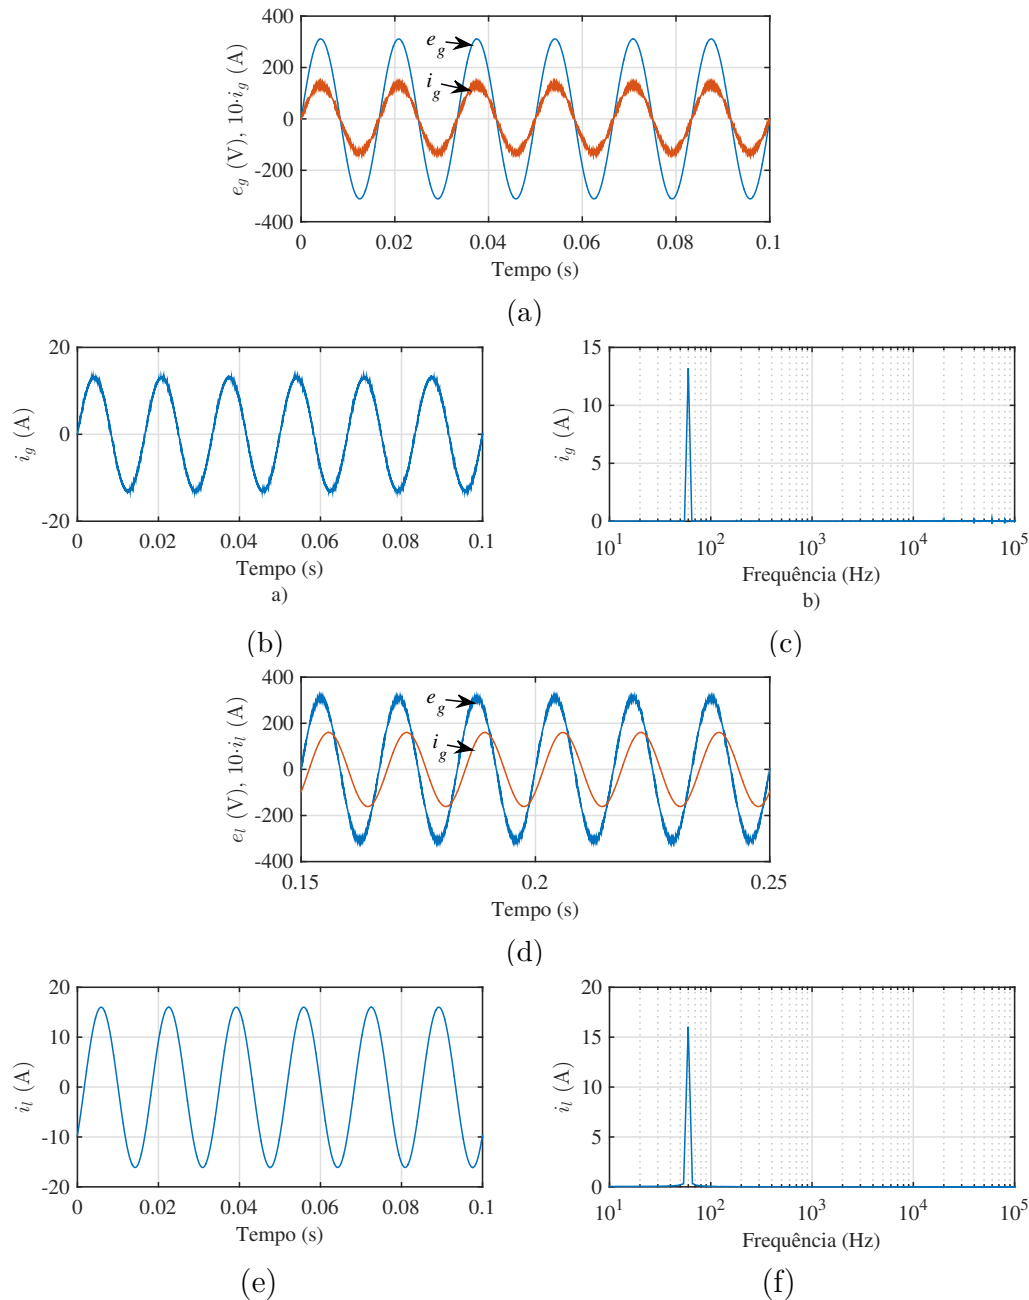 400
200
0
-200
-400
e_g (V), 10·i_g (A)
e_g
i_g
0 0.02 0.04 0.06 0.08 0.1
Tempo (s)
(a)
20
0
-20
i_g (A)
0 0.02 0.04 0.06 0.08 0.1
Tempo (s)
a)
(b)
15
10
5
0
i_g (A)
10^1 10^2 10^3 10^4 10^5
Frequência (Hz)
b)
(c)
400
200
0
-200
-400
e_l (V), 10·i_l (A)
e_g
i_g
0.15 0.2 0.25
Tempo (s)
(d)
20
10
0
-10
-20
i_l (A)
0 0.02 0.04 0.06 0.08 0.1
Tempo (s)
(e)
20
15
10
5
0
i_l (A)
10^1 10^2 10^3 10^4 10^5
Frequência (Hz)
(f)